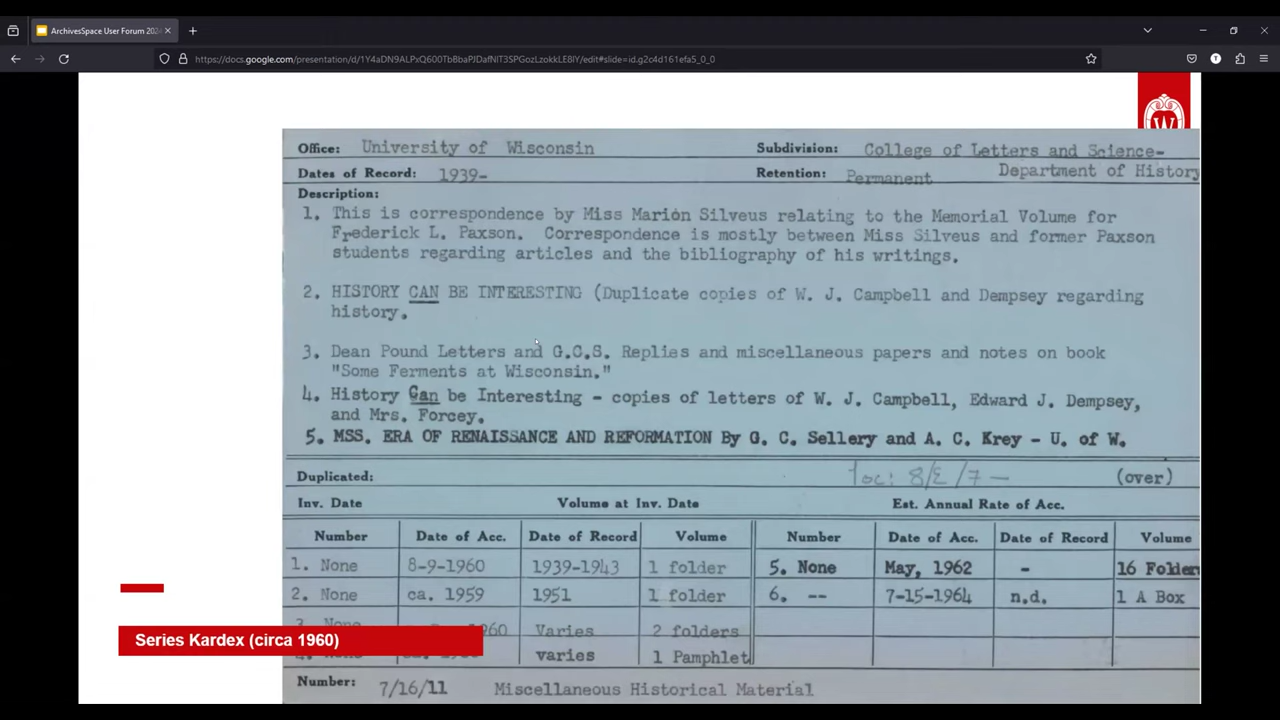 ArchivesSpace User Forum 202
https://docs.google.com/presentation/d/1Y4aDN9ALPxQ600TbBbaPJDafNlT3SPGozLzokkLE8lY/edit#slide=id.g2c4d161efa5_0_0
T
W
Office: University of Wisconsin Subdivision: College of Letters and Science-
Dates of Record: 1939- Retention: Permanent Department of History
Description:
1. This is correspondence by Miss Marion Silveus relating to the Memorial Volume for
Frederick L. Paxson. Correspondence is mostly between Miss Silveus and former Paxson
students regarding articles and the bibliography of his writings.
2. HISTORY CAN BE INTERESTING (Duplicate copies of W. J. Campbell and Dempsey regarding
history.
3. Dean Pound Letters and G.C.S. Replies and miscellaneous papers and notes on book
"Some Ferments at Wisconsin."
4. History Can be Interesting - copies of letters of W. J. Campbell, Edward J. Dempsey,
and Mrs. Forcey.
5. MSS. ERA OF RENAISSANCE AND REFORMATION By G. C. Sellery and A. C. Krey - U. of W.
Duplicated: loc: 8/E/7 — (over)
Inv. Date Volume at Inv. Date Est. Annual Rate of Acc.
Number Date of Acc. Date of Record Volume Number Date of Acc. Date of Record Volume
1. None 8-9-1960 1939-1943 1 folder 5. None May, 1962 - 16 Folders
2. None ca. 1959 1951 1 folder 6. -- 7-15-1964 n.d. 1 A Box
3. None 1960 Varies 2 folders
varies 1 Pamphlet
Series Kardex (circa 1960)
Number: 7/16/11 Miscellaneous Historical Material